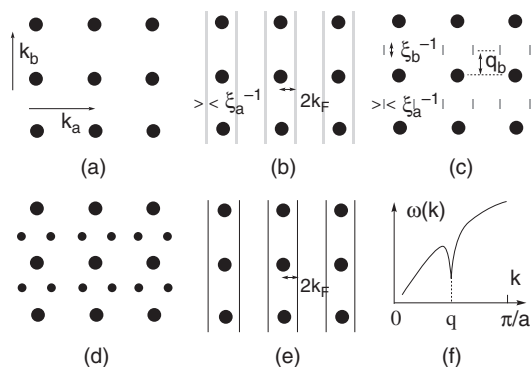 k_b
k_a
(a)
> < ξ_a^{-1}
2k_F
(b)
ξ_b^{-1}
q_b
> < ξ_a^{-1}
(c)
(d)
2k_F
(e)
ω(k)
k
0 q π/a
(f)